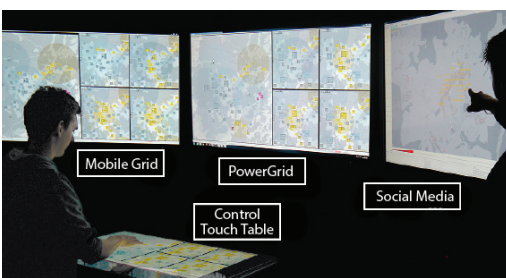 Mobile Grid
PowerGrid
Social Media
Control
Touch Table